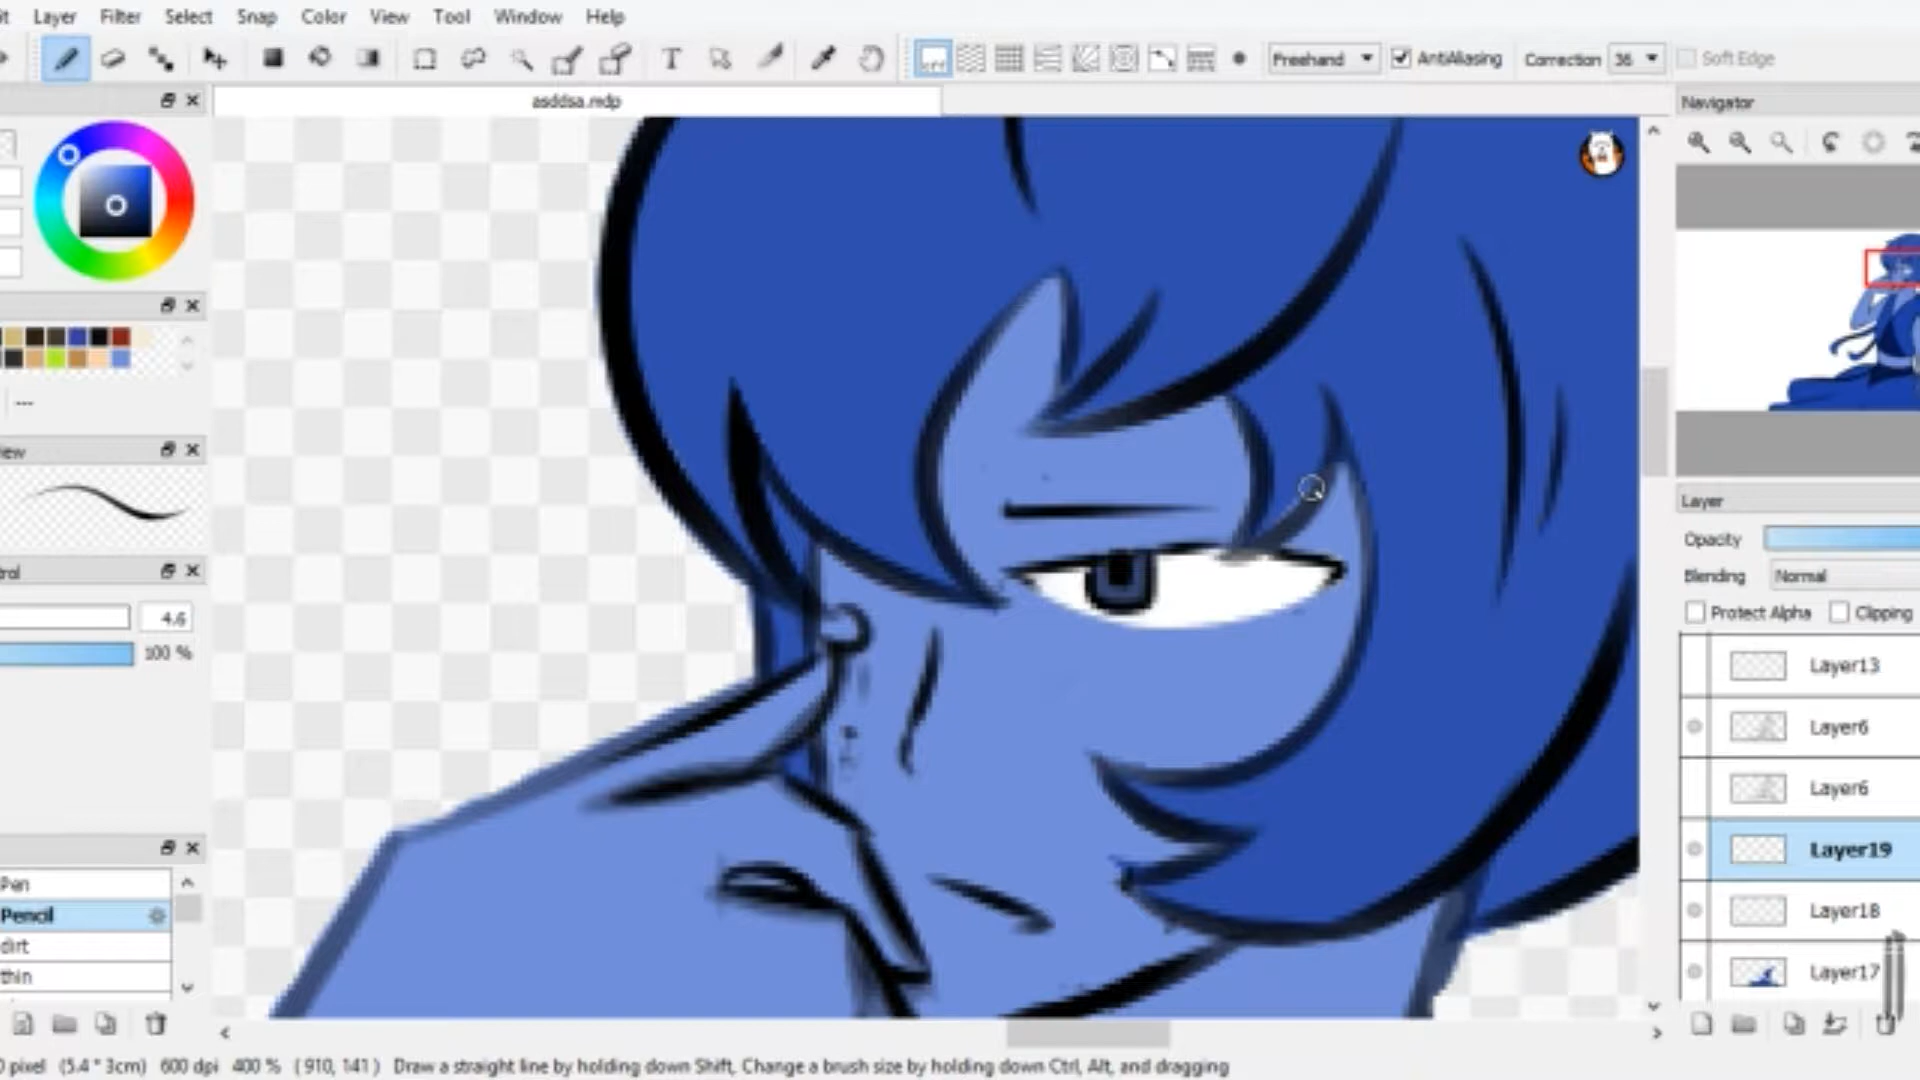 Layer Filter Select Snap Color View Tool Window Help
T OFF Freehand AntiAliasing Correction 36 Soft Edge
asddsa.mdp
Navigator
---
Layer
Opacity
Blending Normal
Protect Alpha Clipping
4.6
100 %
Layer13
Layer6
Layer6
Layer19
Layer18
Layer17
Pen
Pencil
dirt
thin
pixel (5.4 * 3cm) 600 dpi 400 % ( 910, 141 ) Draw a straight line by holding down Shift, Change a brush size by holding down Ctrl, Alt, and dragging